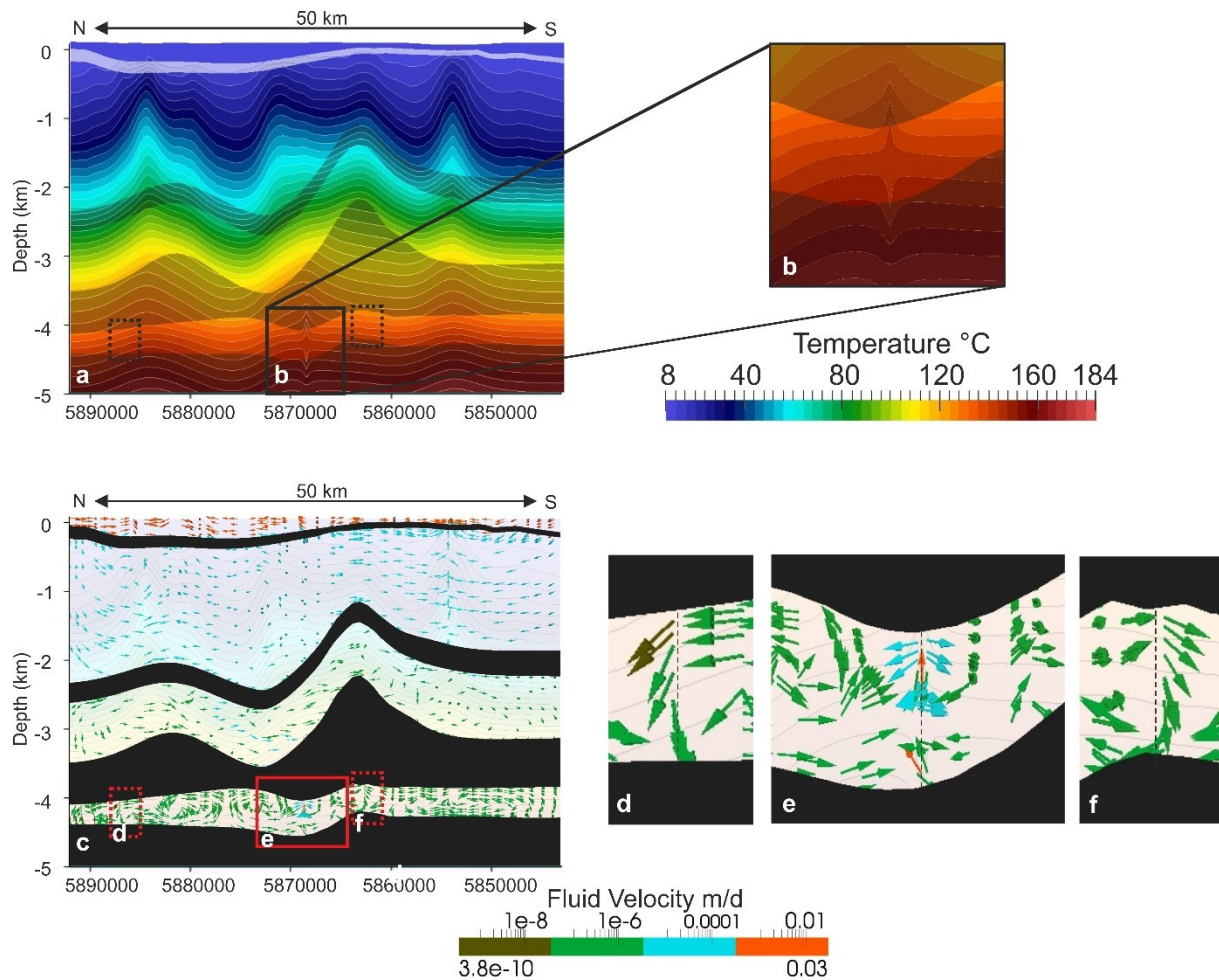 N 50 km S
0
-1
-2
-3
-4
-5
Depth (km)
a
b
5890000 5880000 5870000 5860000 5850000
b
Temperature °C
8 40 80 120 160 184
N 50 km S
0
-1
-2
-3
-4
-5
Depth (km)
c
d
e
f
5890000 5880000 5870000 5860000 5850000
d
e
f
Fluid Velocity m/d
1e-8 1e-6 0.0001 0.01
3.8e-10 0.03